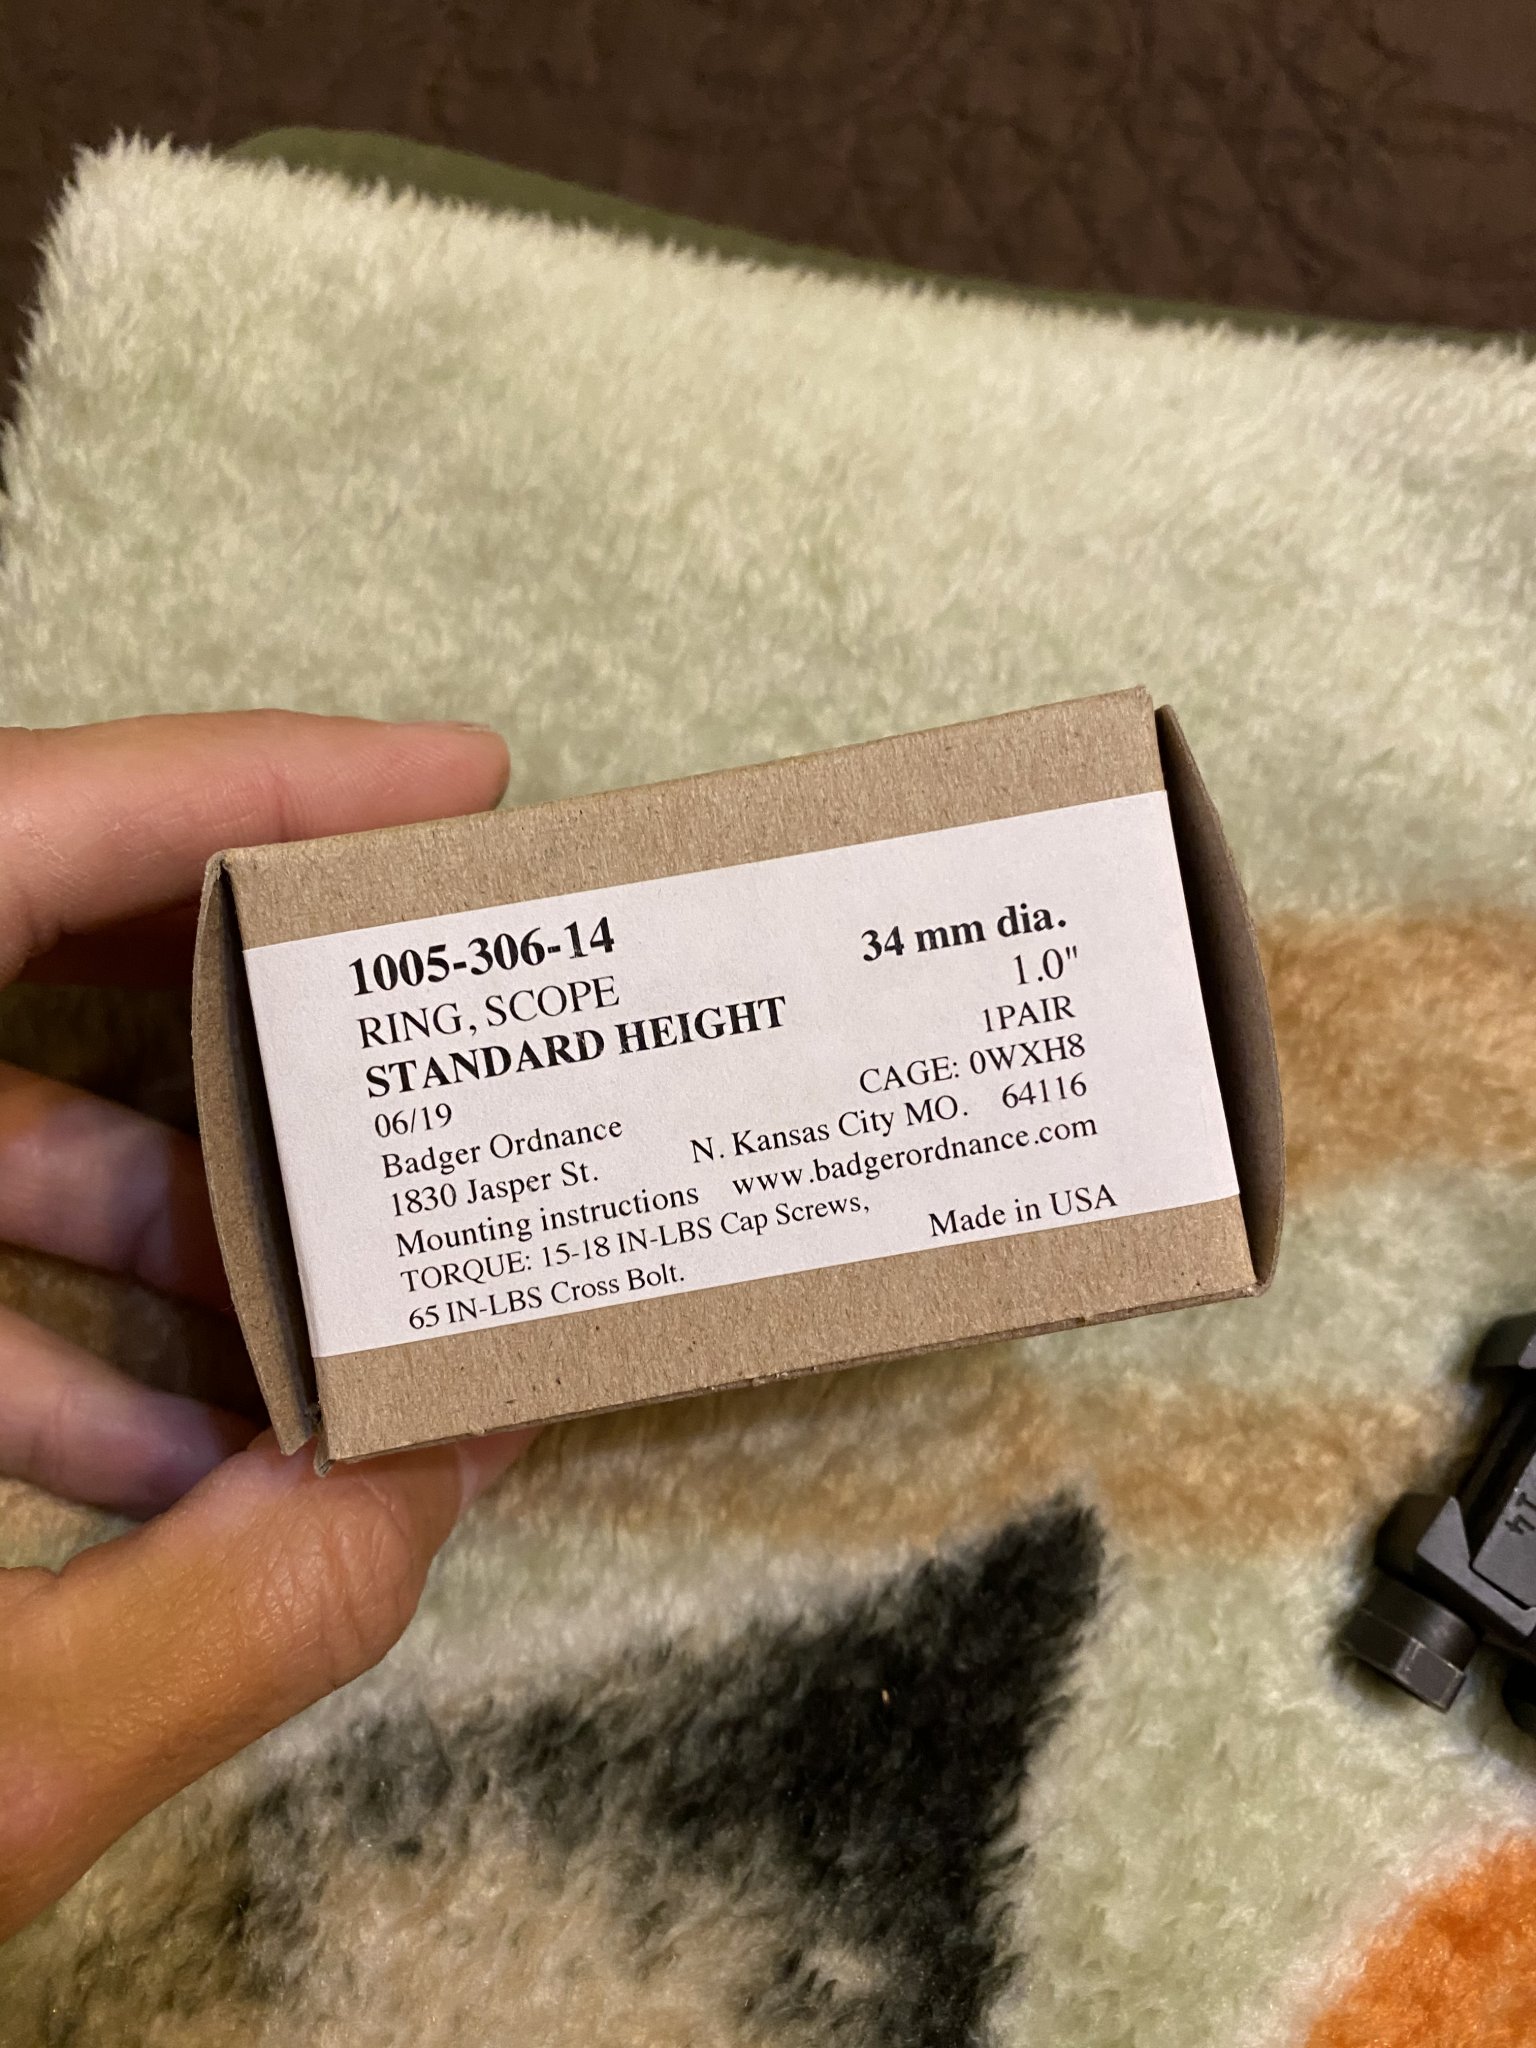 1005-306-14
34 mm dia.
RING, SCOPE
1.0"
STANDARD HEIGHT
1PAIR
06/19
CAGE: 0WXH8
Badger Ordnance
N. Kansas City MO. 64116
1830 Jasper St.
www.badgerordnance.com
Mounting instructions
TORQUE: 15-18 IN-LBS Cap Screws,
Made in USA
65 IN-LBS Cross Bolt.
14